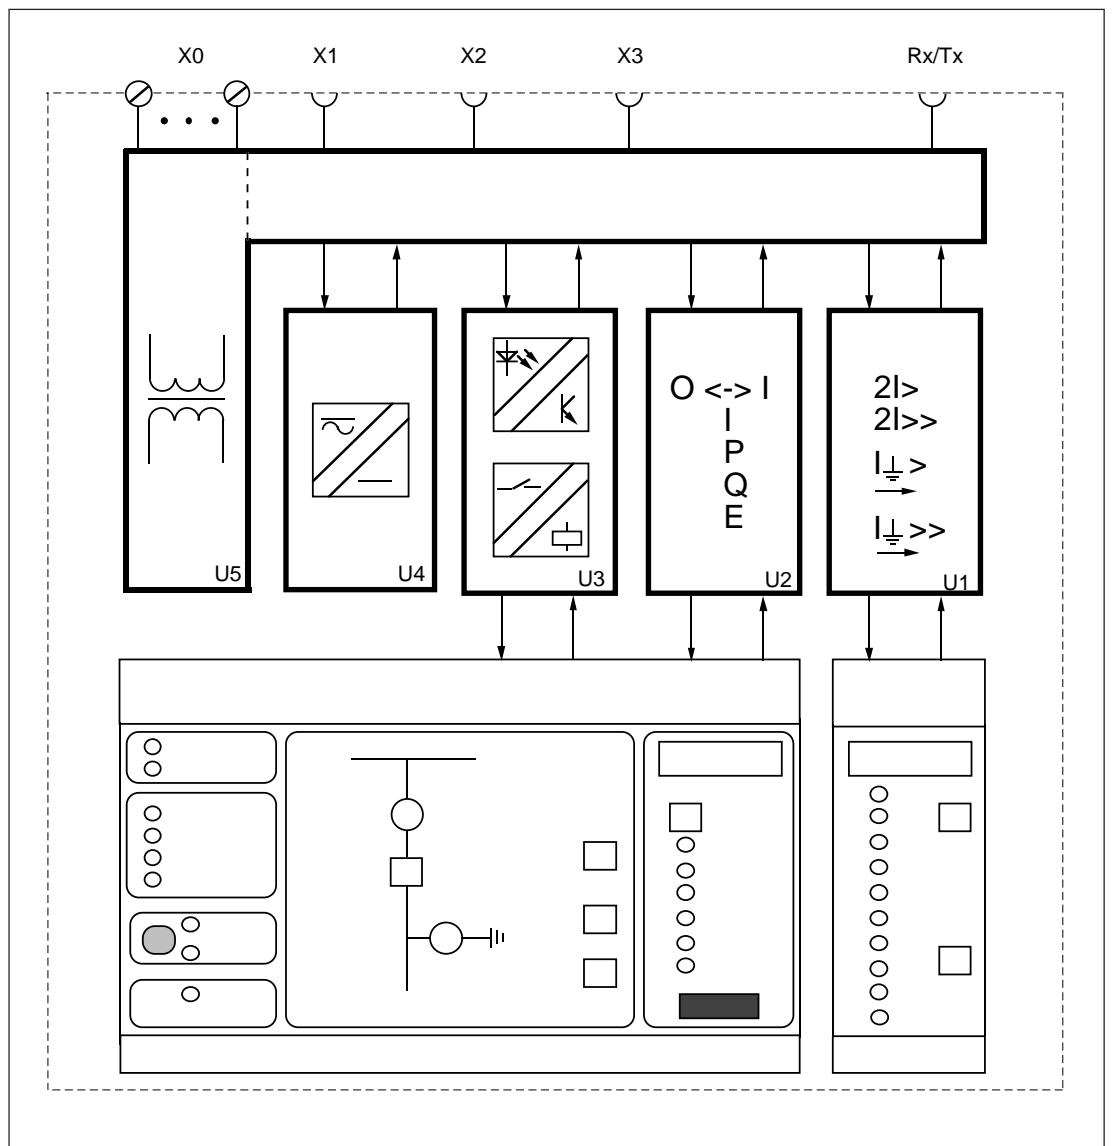 X0 X1 X2 X3 Rx/Tx
O <-> I
I
P
Q
E
2I>
2I>>
I⏚ >
I⏚ >>
U5 U4 U3 U2 U1